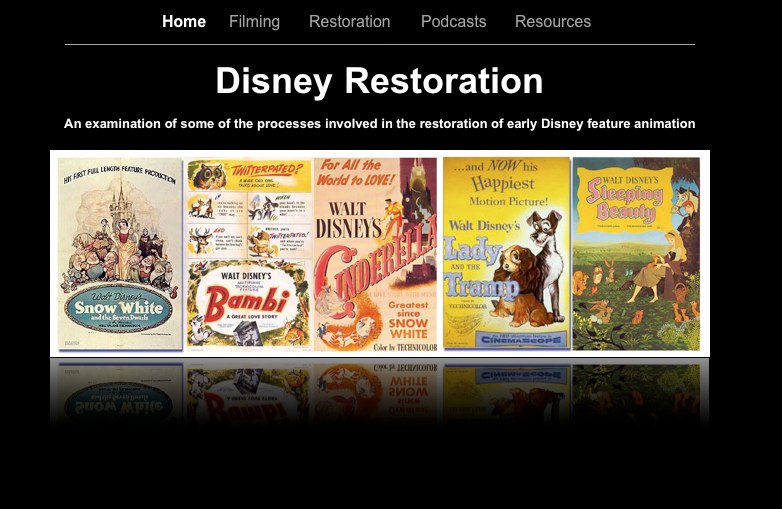 Home Filming Restoration Podcasts Resources
Disney Restoration
An examination of some of the processes involved in the restoration of early Disney feature animation
HIS FIRST FULL LENGTH FEATURE PRODUCTION
Walt Disney's
Snow White
and the Seven Dwarfs
TWITTERPATED?
WHEN
AND
TWITTERPATED!
WALT DISNEY'S
Bambi
A GREAT LOVE STORY
For All the
World to LOVE!
WALT
DISNEY'S
CINDERELLA
Greatest
since
SNOW
WHITE
Color by TECHNICOLOR
...and NOW his
Happiest
Motion Picture!
Walt Disney's
Lady
AND THE
Tramp
TECHNICOLOR
CINEMASCOPE
WALT DISNEY'S
Sleeping
Beauty